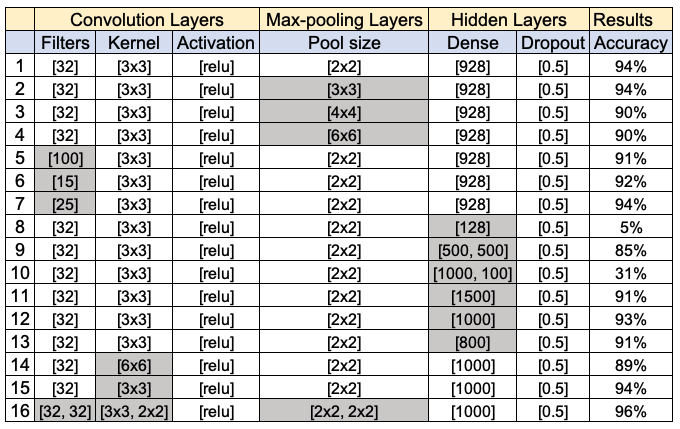 Convolution Layers Max-pooling Layers Hidden Layers Results
Filters Kernel Activation Pool size Dense Dropout Accuracy
1 [32] [3x3] [relu] [2x2] [928] [0.5] 94%
2 [32] [3x3] [relu] [3x3] [928] [0.5] 94%
3 [32] [3x3] [relu] [4x4] [928] [0.5] 90%
4 [32] [3x3] [relu] [6x6] [928] [0.5] 90%
5 [100] [3x3] [relu] [2x2] [928] [0.5] 91%
6 [15] [3x3] [relu] [2x2] [928] [0.5] 92%
7 [25] [3x3] [relu] [2x2] [928] [0.5] 94%
8 [32] [3x3] [relu] [2x2] [128] [0.5] 5%
9 [32] [3x3] [relu] [2x2] [500, 500] [0.5] 85%
10 [32] [3x3] [relu] [2x2] [1000, 100] [0.5] 31%
11 [32] [3x3] [relu] [2x2] [1500] [0.5] 91%
12 [32] [3x3] [relu] [2x2] [1000] [0.5] 93%
13 [32] [3x3] [relu] [2x2] [800] [0.5] 91%
14 [32] [6x6] [relu] [2x2] [1000] [0.5] 89%
15 [32] [3x3] [relu] [2x2] [1000] [0.5] 94%
16 [32, 32] [3x3, 2x2] [relu] [2x2, 2x2] [1000] [0.5] 96%